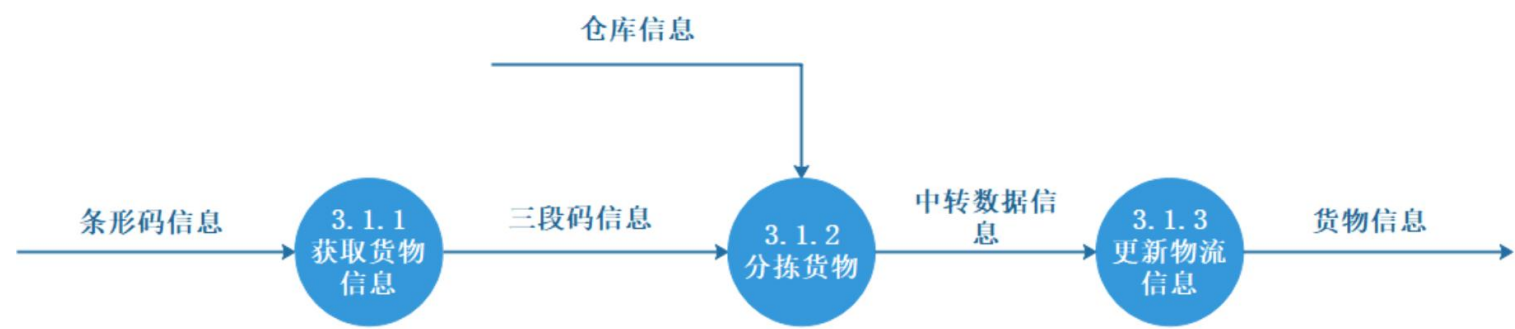 仓库信息
条形码信息
3.1.1
获取货物
信息
三段码信息
3.1.2
分拣货物
中转数据信
息
3.1.3
更新物流
信息
货物信息